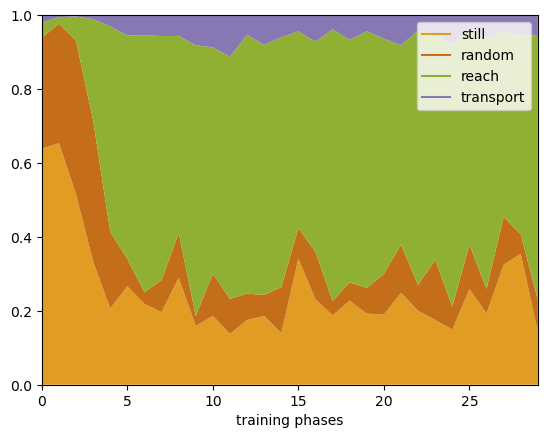 1.0
0.8
0.6
0.4
0.2
0.0
still
random
reach
transport
0 5 10 15 20 25
training phases